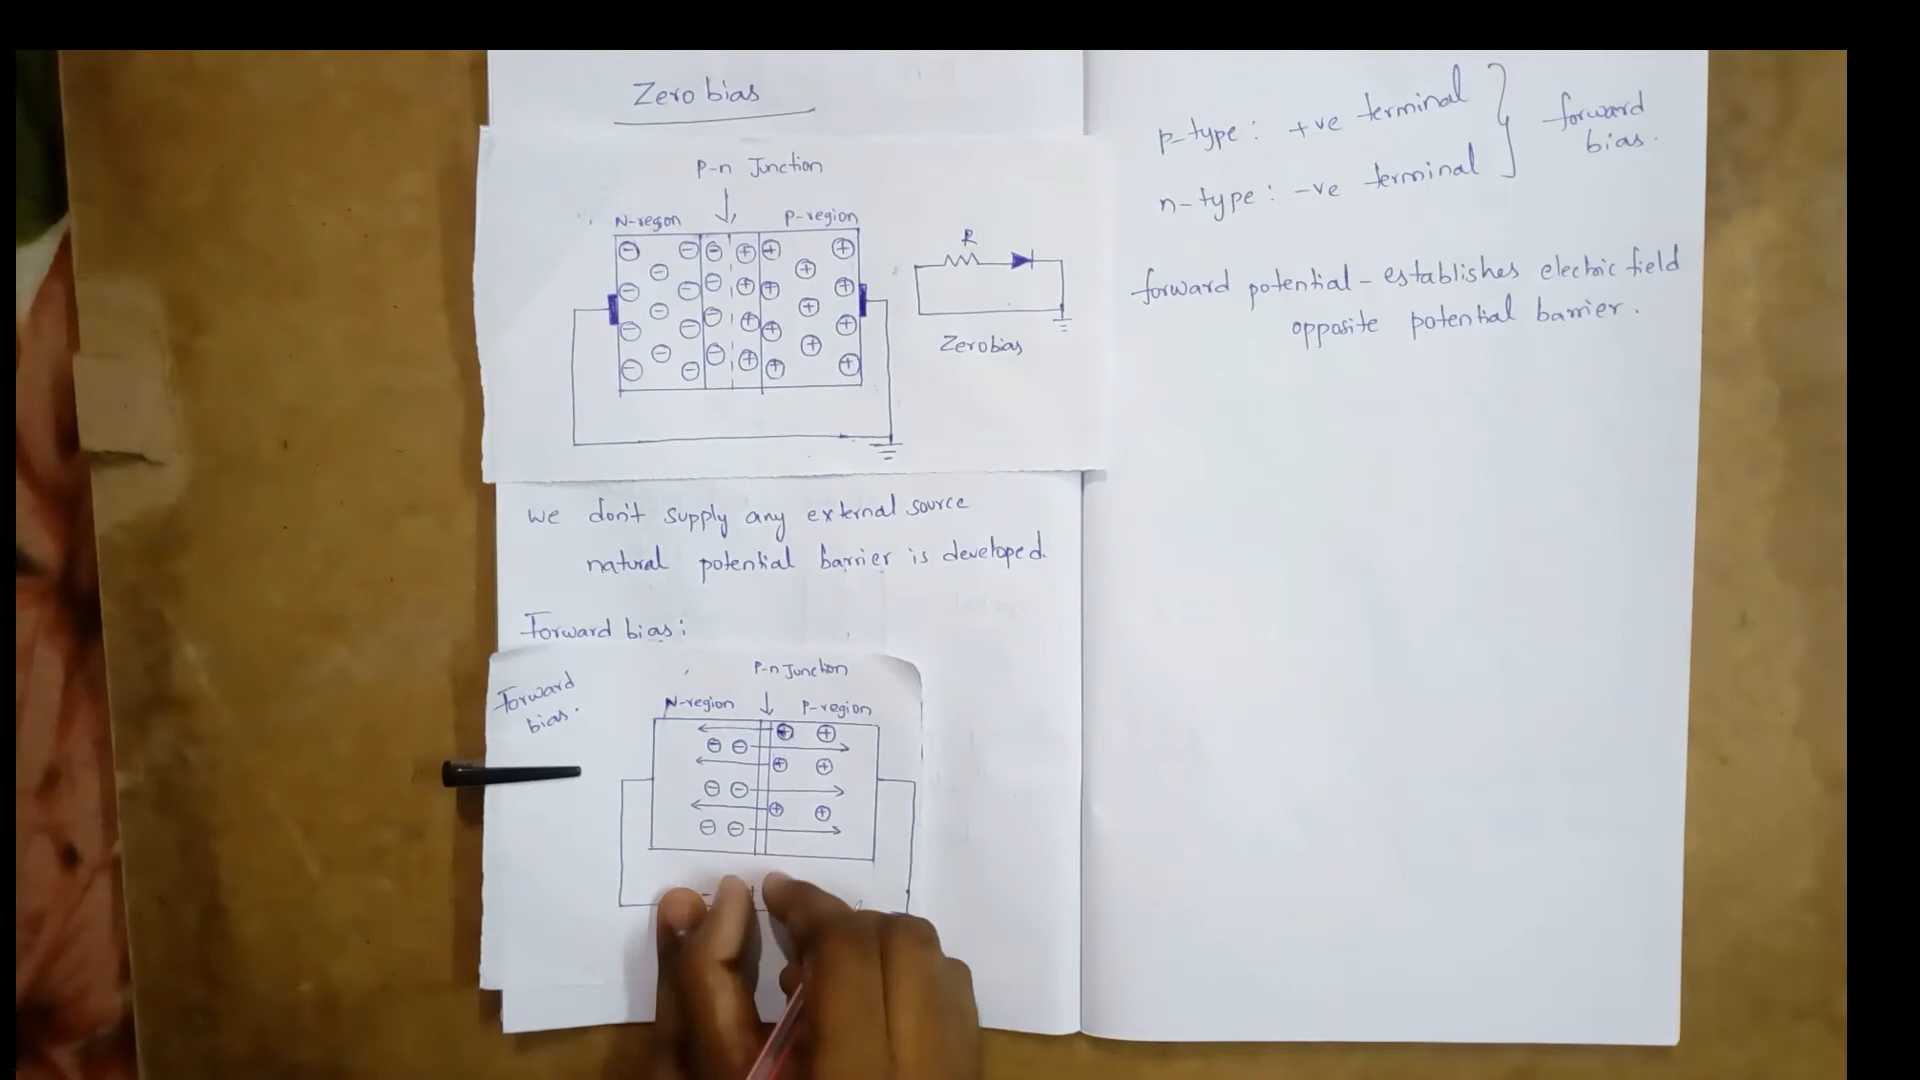 Zero bias
P-n Junction
N-regon P-region
R
Zerobias
we don't supply any external source
natural potential barrier is developed.
Forward bias:
Forward
bias.
P-n Junction
N-region P-region
p-type: +ve terminal
n-type: -ve terminal
forward
bias.
forward potential - establishes electric field
opposite potential barrier.